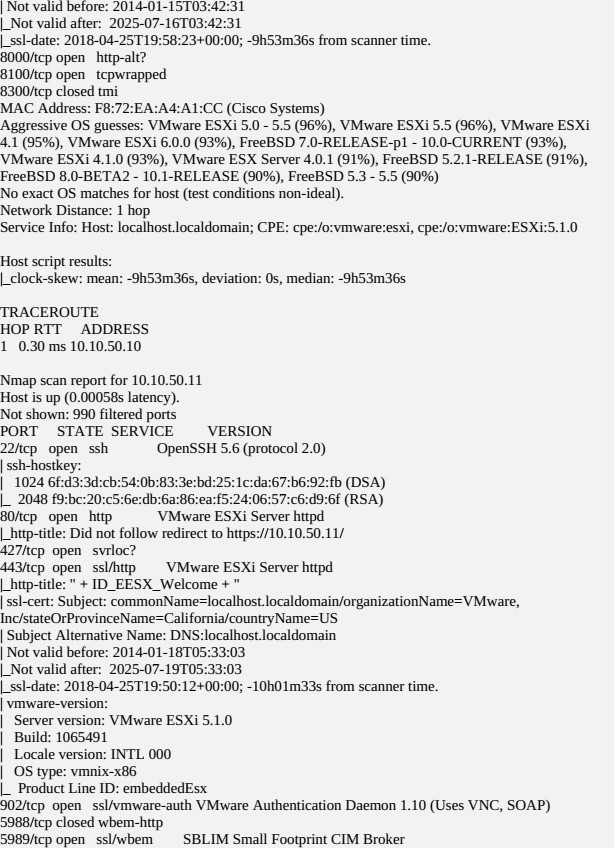 | Not valid before: 2014-01-15T03:42:31
|_Not valid after:  2025-07-16T03:42:31
|_ssl-date: 2018-04-25T19:58:23+00:00; -9h53m36s from scanner time.
8000/tcp open   http-alt?
8100/tcp open   tcpwrapped
8300/tcp closed tmi
MAC Address: F8:72:EA:A4:A1:CC (Cisco Systems)
Aggressive OS guesses: VMware ESXi 5.0 - 5.5 (96%), VMware ESXi 5.5 (96%), VMware ESXi
4.1 (95%), VMware ESXi 6.0.0 (93%), FreeBSD 7.0-RELEASE-p1 - 10.0-CURRENT (93%),
VMware ESXi 4.1.0 (93%), VMware ESX Server 4.0.1 (91%), FreeBSD 5.2.1-RELEASE (91%),
FreeBSD 8.0-BETA2 - 10.1-RELEASE (90%), FreeBSD 5.3 - 5.5 (90%)
No exact OS matches for host (test conditions non-ideal).
Network Distance: 1 hop
Service Info: Host: localhost.localdomain; CPE: cpe:/o:vmware:esxi, cpe:/o:vmware:ESXi:5.1.0

Host script results:
|_clock-skew: mean: -9h53m36s, deviation: 0s, median: -9h53m36s

TRACEROUTE
HOP RTT     ADDRESS
1   0.30 ms 10.10.50.10

Nmap scan report for 10.10.50.11
Host is up (0.00058s latency).
Not shown: 990 filtered ports
PORT     STATE  SERVICE         VERSION
22/tcp   open   ssh             OpenSSH 5.6 (protocol 2.0)
| ssh-hostkey:
|   1024 6f:d3:3d:cb:54:0b:83:3e:bd:25:1c:da:67:b6:92:fb (DSA)
|_  2048 f9:bc:20:c5:6e:db:6a:86:ea:f5:24:06:57:c6:d9:6f (RSA)
80/tcp   open   http            VMware ESXi Server httpd
|_http-title: Did not follow redirect to https://10.10.50.11/
427/tcp  open   svrloc?
443/tcp  open   ssl/http        VMware ESXi Server httpd
|_http-title: " + ID_EESX_Welcome + "
| ssl-cert: Subject: commonName=localhost.localdomain/organizationName=VMware,
Inc/stateOrProvinceName=California/countryName=US
| Subject Alternative Name: DNS:localhost.localdomain
| Not valid before: 2014-01-18T05:33:03
|_Not valid after:  2025-07-19T05:33:03
|_ssl-date: 2018-04-25T19:50:12+00:00; -10h01m33s from scanner time.
| vmware-version:
|   Server version: VMware ESXi 5.1.0
|   Build: 1065491
|   Locale version: INTL 000
|   OS type: vmnix-x86
|_  Product Line ID: embeddedEsx
902/tcp  open   ssl/vmware-auth VMware Authentication Daemon 1.10 (Uses VNC, SOAP)
5988/tcp closed wbem-http
5989/tcp open   ssl/wbem        SBLIM Small Footprint CIM Broker